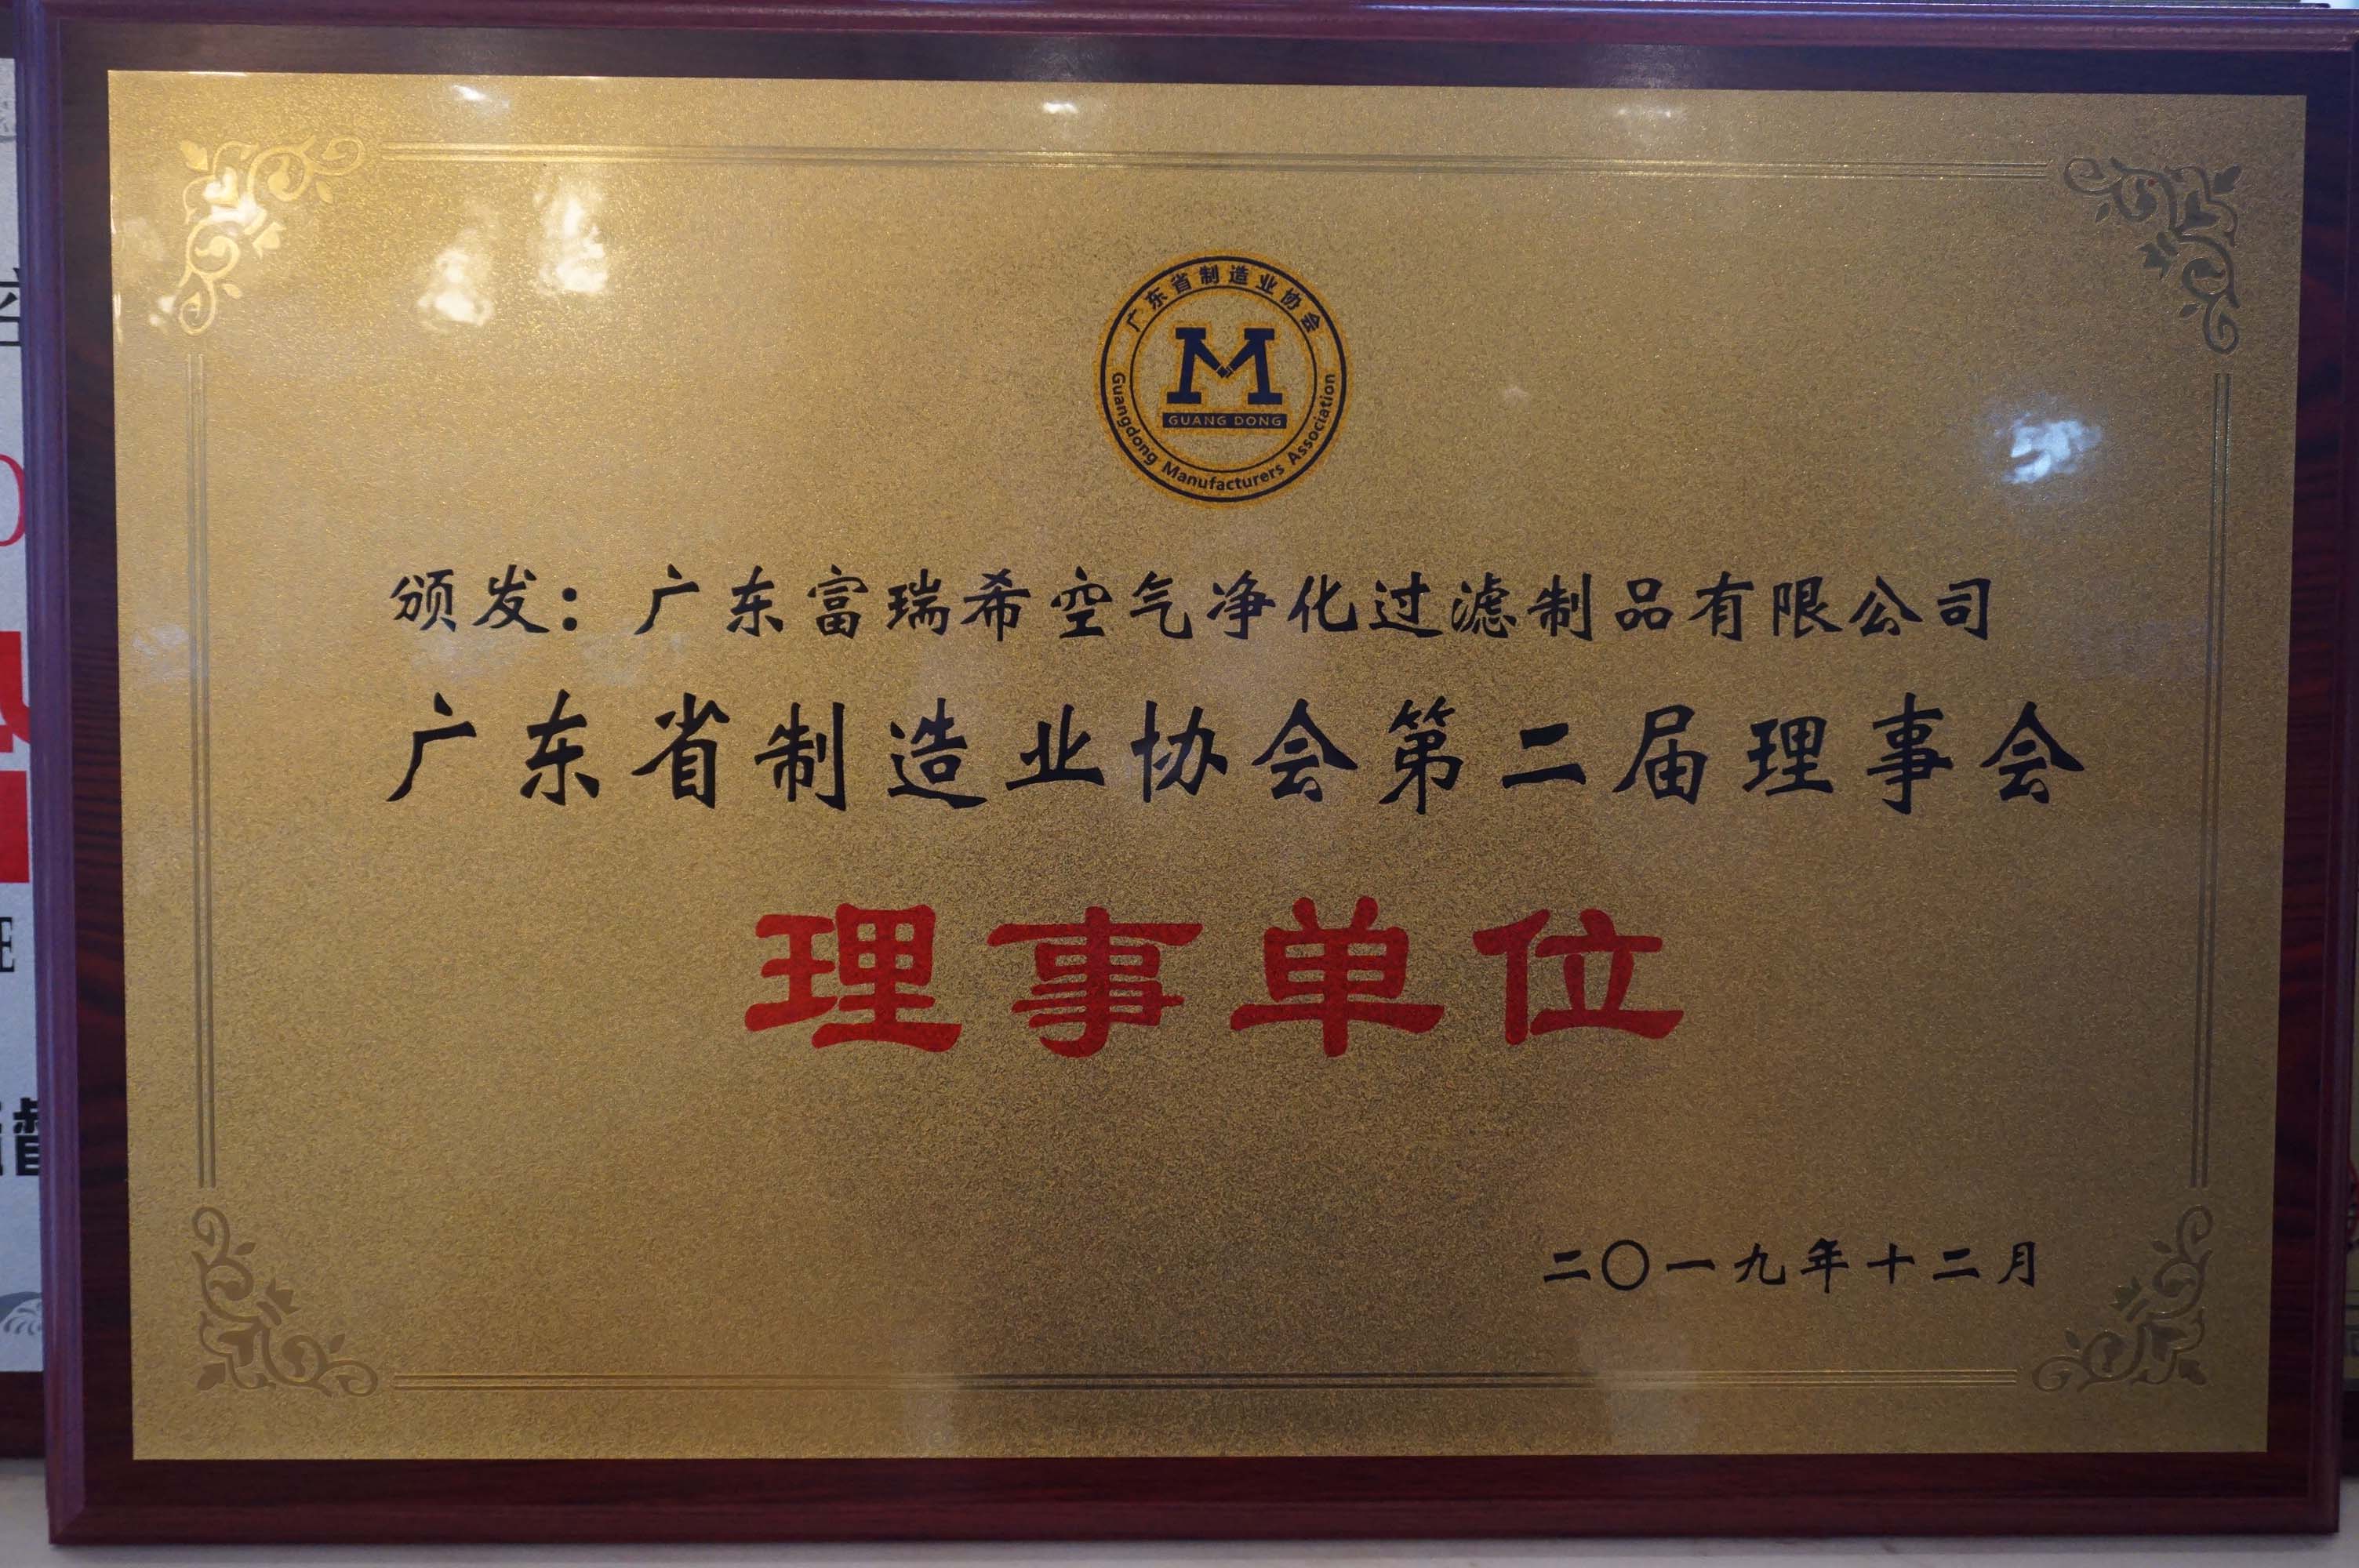 广东省制造业协会
GUANG DONG
Guangdong Manufacturers Association
颁发：广东富瑞希空气净化过滤制品有限公司
广东省制造业协会第二届理事会
理事单位
二〇一九年十二月